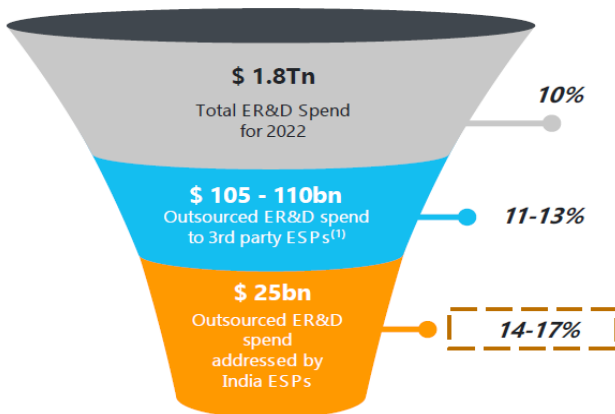 $ 1.8Tn
Total ER&D Spend
for 2022
10%
$ 105 - 110bn
Outsourced ER&D spend
to 3rd party ESPs(1)
11-13%
$ 25bn
Outsourced ER&D
spend
addressed by
India ESPs
14-17%